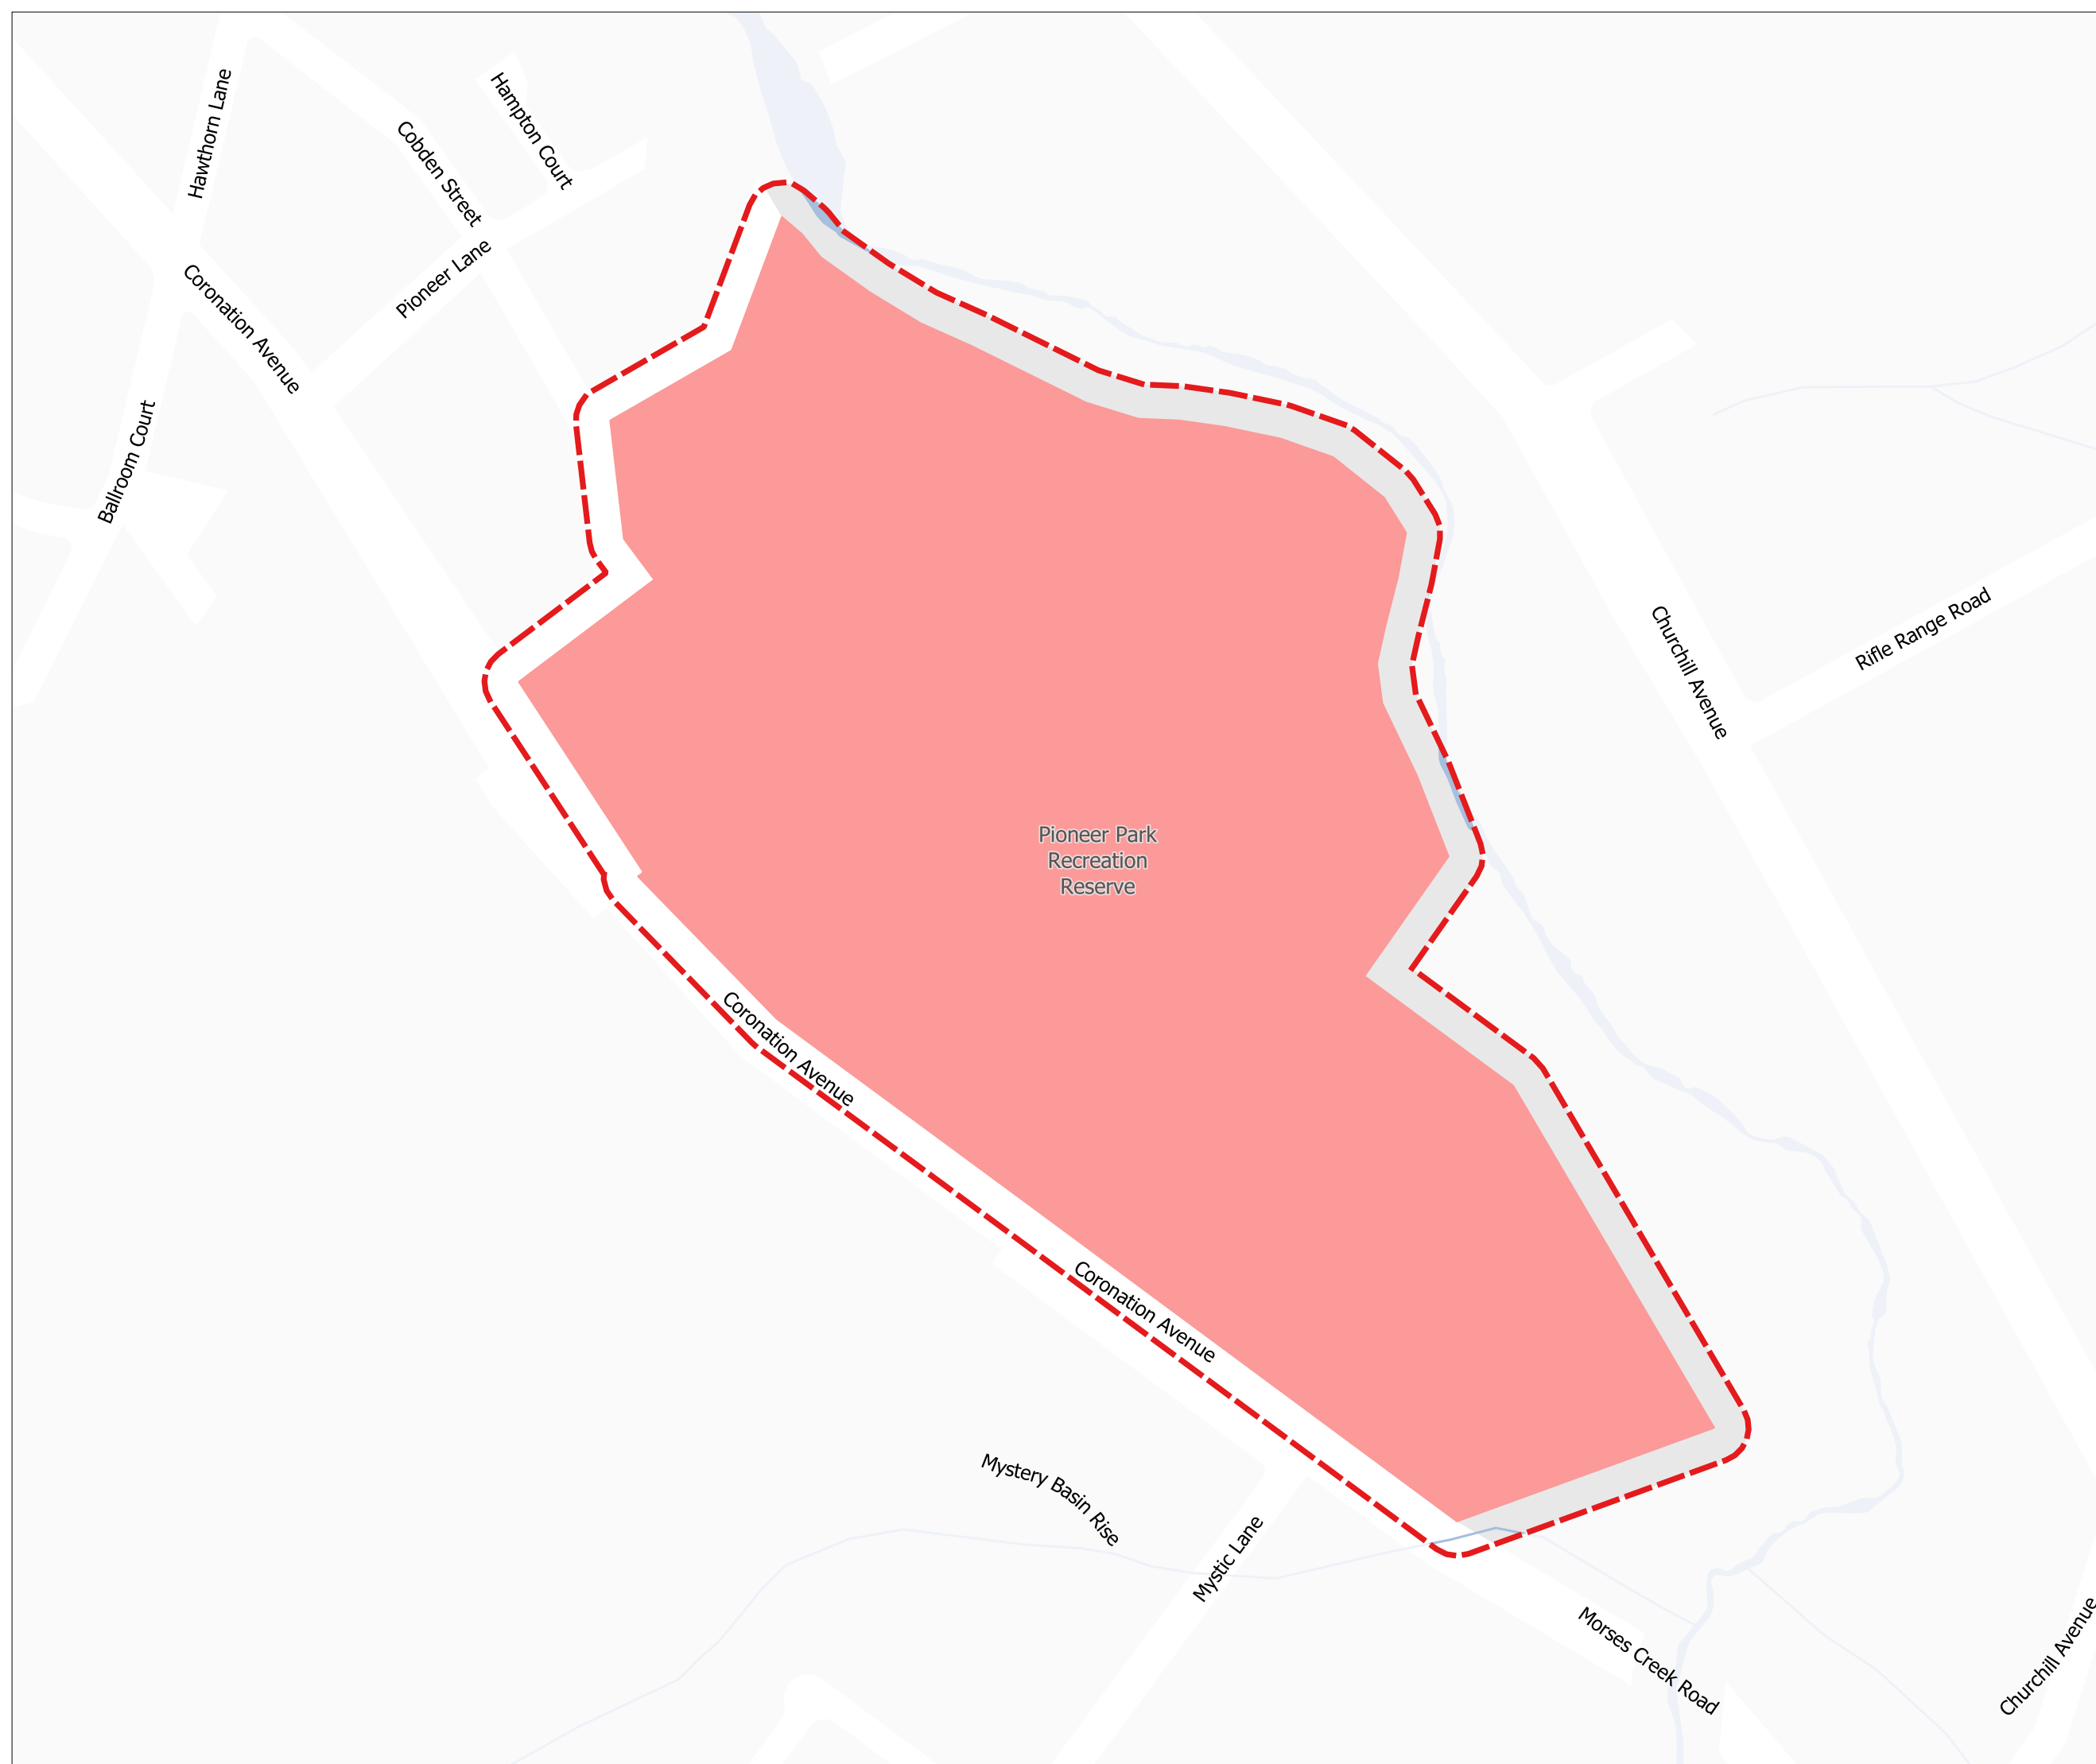 Hawthorn Lane
Hampton Court
Cobden Street
Pioneer Lane
Coronation Avenue
Ballroom Court
Churchill Avenue
Rifle Range Road
Pioneer Park
Recreation
Reserve
Coronation Avenue
Coronation Avenue
Mystery Basin Rise
Mystic Lane
Morses Creek Road
Churchill Avenue